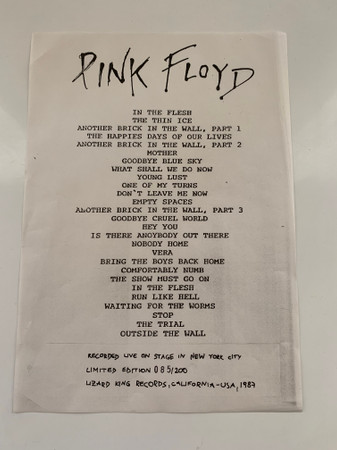 PINK FLOYD
IN THE FLESH
THE THIN ICE
ANOTHER BRICK IN THE WALL, PART 1
THE HAPPIES DAYS OF OUR LIVES
ANOTHER BRICK IN THE WALL, PART 2
MOTHER
GOODBYE BLUE SKY
WHAT SHALL WE DO NOW
YOUNG LUST
ONE OF MY TURNS
DON`T LEAVE ME NOW
EMPTY SPACES
ANOTHER BRICK IN THE WALL, PART 3
GOODBYE CRUEL WORLD
HEY YOU
IS THERE ANOYBODY OUT THERE
NOBODY HOME
VERA
BRING THE BOYS BACK HOME
COMFORTABLY NUMB
THE SHOW MUST GO ON
IN THE FLESH
RUN LIKE HELL
WAITING FOR THE WORMS
STOP
THE TRIAL
OUTSIDE THE WALL
RECORDED LIVE ON STAGE IN NEW YORK CITY
LIMITED EDITION 085/200
LIZARD KING RECORDS, CALIFORNIA-USA, 1987